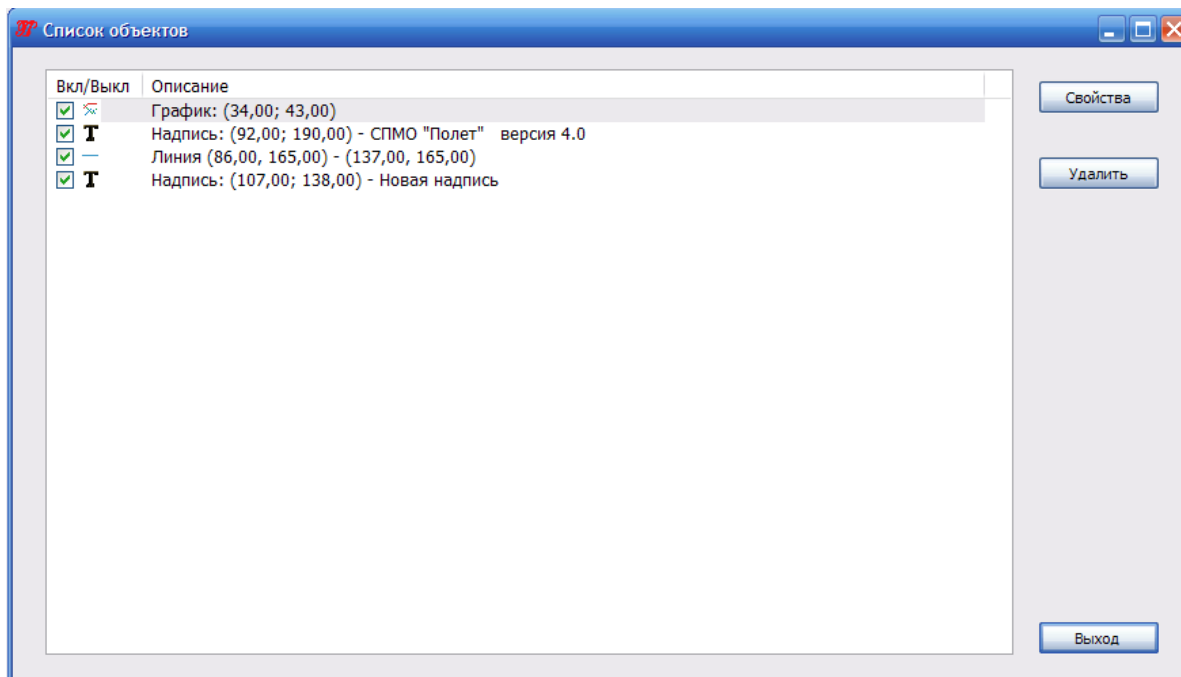 Список объектов
Вкл/Выкл Описание
График: (34,00; 43,00)
T Надпись: (92,00; 190,00) - СПМО "Полет" версия 4.0
Линия (86,00, 165,00) - (137,00, 165,00)
T Надпись: (107,00; 138,00) - Новая надпись
Свойства
Удалить
Выход